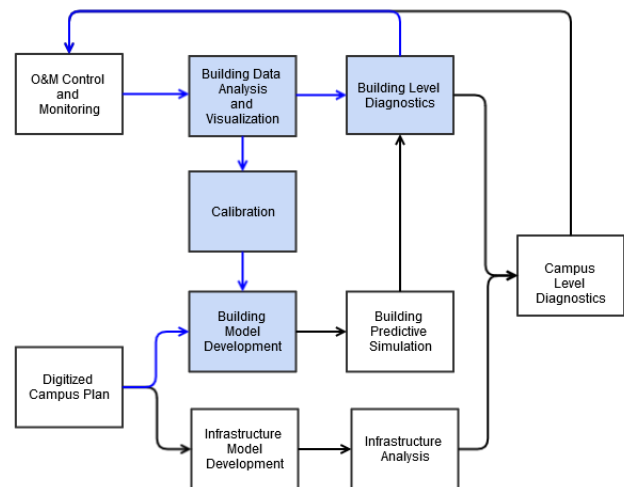 O&M Control
and
Monitoring
Building Data
Analysis
and
Visualization
Building Level
Diagnostics
Calibration
Campus
Level
Diagnostics
Building
Model
Development
Building
Predictive
Simulation
Digitized
Campus Plan
Infrastructure
Model
Development
Infrastructure
Analysis